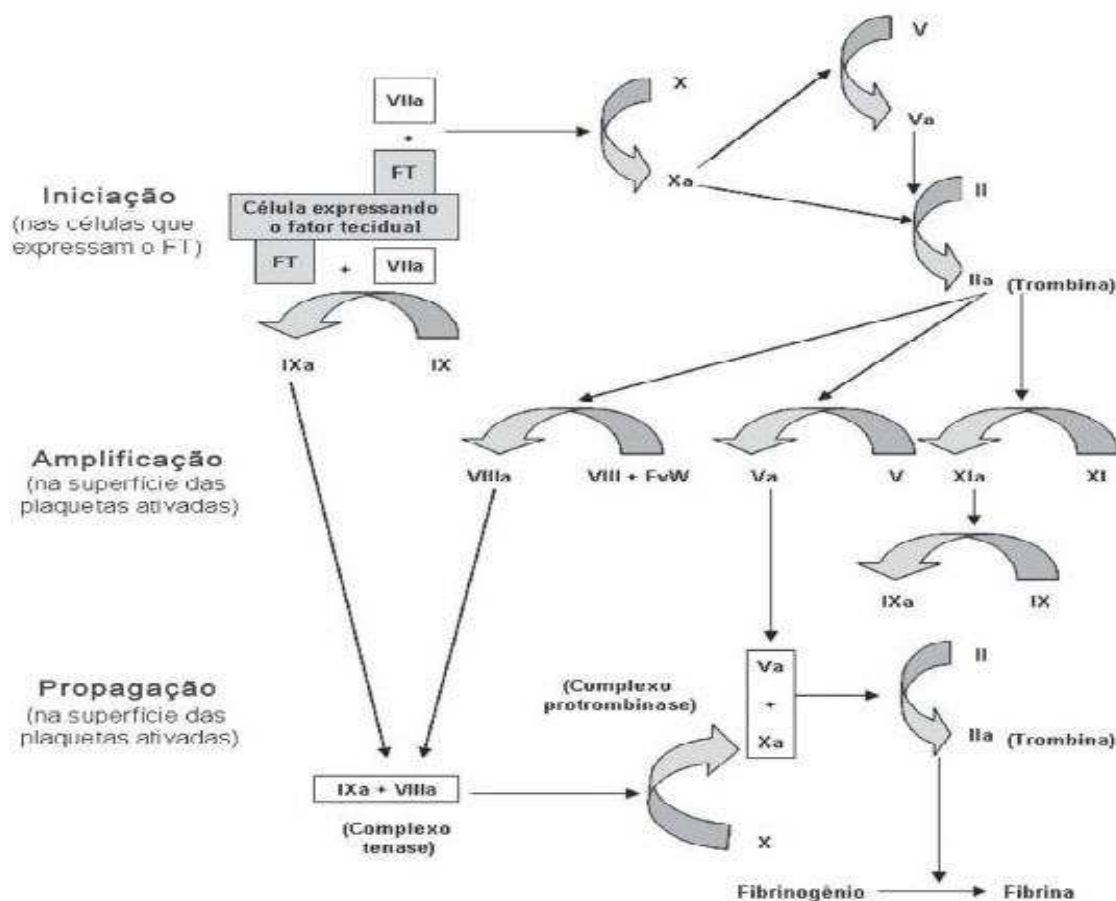 VIIa
+
FT
Célula expressando
o fator tecidual
FT + VIIa
IXa IX
Iniciação
(nas células que
expressam o FT)
X
Xa
V
Va
II
IIa (Trombina)
Amplificação
(na superfície das
plaquetas ativadas)
VIIIa VIII + FvW
Va V
XIa XI
IXa IX
Propagação
(na superfície das
plaquetas ativadas)
IXa + VIIIa
(Complexo
tenase)
(Complexo
protrombinase)
Va
+
Xa
X
II
IIa (Trombina)
Fibrinogênio Fibrina